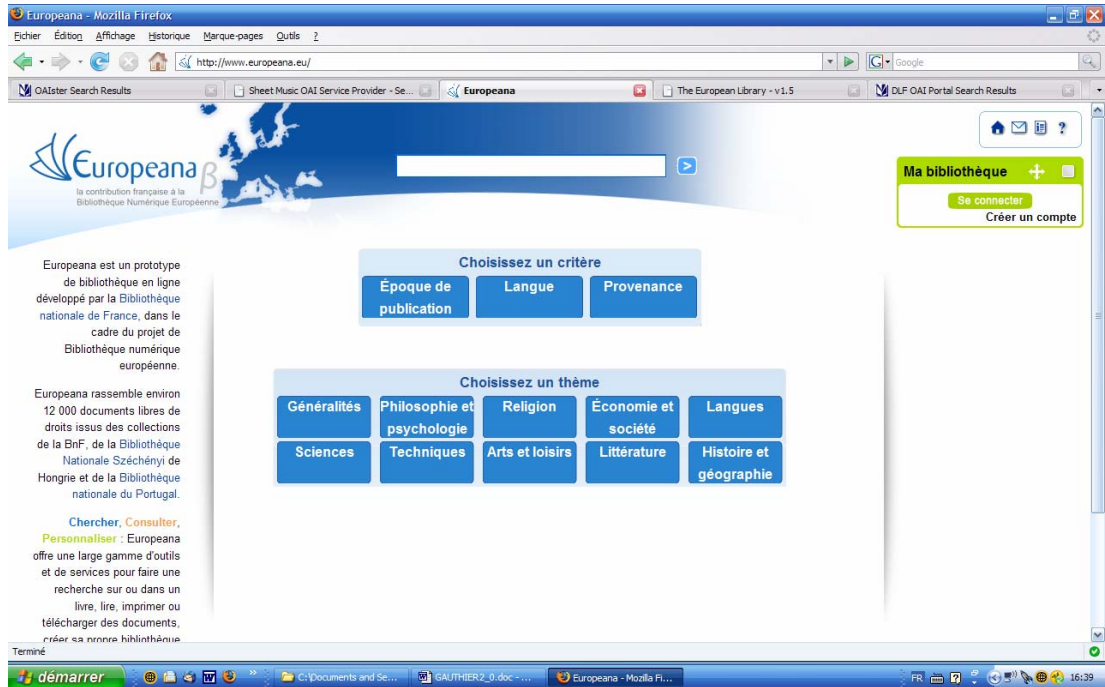 Europeana - Mozilla Firefox
Fichier Édition Affichage Historique Marque-pages Outils ?
http://www.europeana.eu/
Google
OAIster Search Results
Sheet Music OAI Service Provider - Se...
Europeana
The European Library - v1.5
DLF OAI Portal Search Results
Europeana β
la contribution française à la
Bibliothèque Numérique Européenne
>
?
Ma bibliothèque
Se connecter
Créer un compte
Europeana est un prototype
de bibliothèque en ligne
développé par la Bibliothèque
nationale de France, dans le
cadre du projet de
Bibliothèque numérique
européenne.
Europeana rassemble environ
12 000 documents libres de
droits issus des collections
de la BnF, de la Bibliothèque
Nationale Széchényi de
Hongrie et de la Bibliothèque
nationale du Portugal.
Chercher, Consulter,
Personnaliser : Europeana
offre une large gamme d'outils
et de services pour faire une
recherche sur ou dans un
livre, lire, imprimer ou
télécharger des documents,
créer sa propre bibliothèque
Choisissez un critère
Époque de
publication
Langue
Provenance
Choisissez un thème
Généralités
Philosophie et
psychologie
Religion
Économie et
société
Langues
Sciences
Techniques
Arts et loisirs
Littérature
Histoire et
géographie
Terminé
démarrer
C:\Documents and Se...
GAUTHIER2_0.doc - ...
Europeana - Mozilla Fi...
FR
16:39